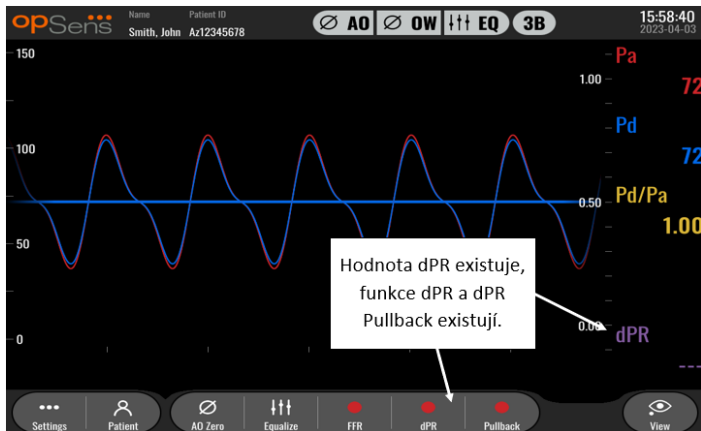 opSens
Name
Patient ID
Smith, John
Az12345678
Ø AO
Ø OW
EQ
3B
15:58:40
2023-04-03
150
100
50
0
1.00
0.50
0.00
Pa
72
Pd
72
Pd/Pa
1.00
dPR
---
Hodnota dPR existuje,
funkce dPR a dPR
Pullback existují.
Settings
Patient
AO Zero
Equalize
FFR
dPR
Pullback
View